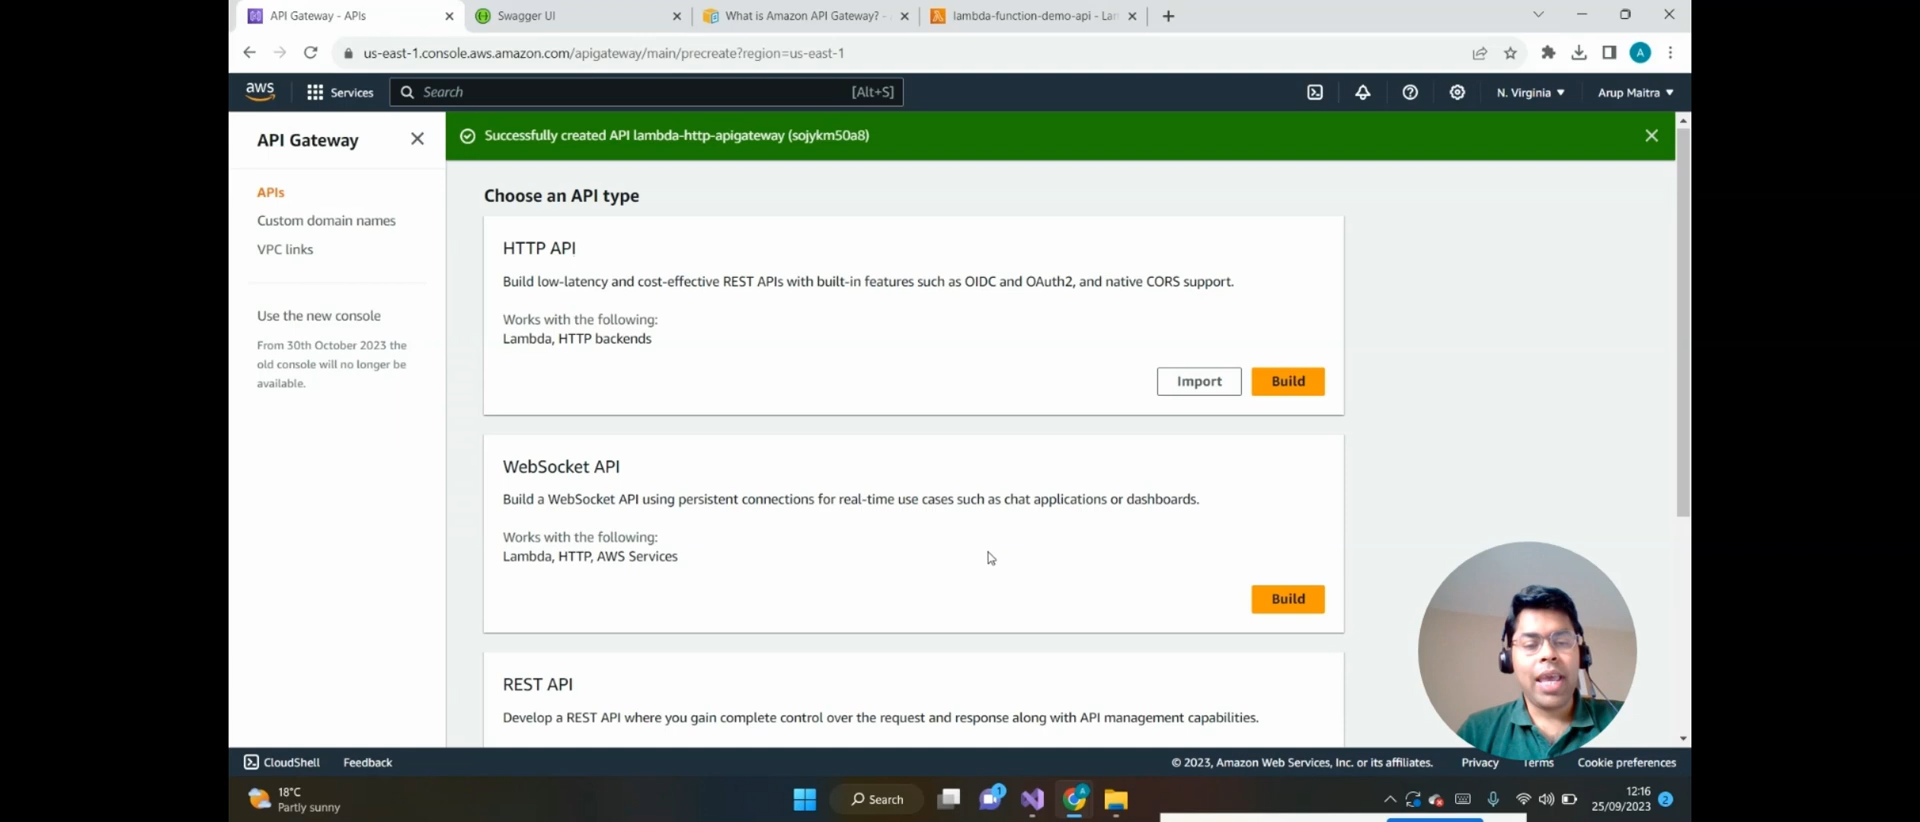 API Gateway - APIs
Swagger UI
What is Amazon API Gateway? -
lambda-function-demo-api - Lam
us-east-1.console.aws.amazon.com/apigateway/main/precreate?region=us-east-1
A
aws
Services
Search
[Alt+S]
N. Virginia
Arup Maitra
API Gateway
Successfully created API lambda-http-apigateway (sojykm50a8)
APIs
Custom domain names
VPC links
Use the new console
From 30th October 2023 the
old console will no longer be
available.
Choose an API type
HTTP API
Build low-latency and cost-effective REST APIs with built-in features such as OIDC and OAuth2, and native CORS support.
Works with the following:
Lambda, HTTP backends
Import
Build
WebSocket API
Build a WebSocket API using persistent connections for real-time use cases such as chat applications or dashboards.
Works with the following:
Lambda, HTTP, AWS Services
Build
REST API
Develop a REST API where you gain complete control over the request and response along with API management capabilities.
CloudShell
Feedback
© 2023, Amazon Web Services, Inc. or its affiliates.
Privacy
Terms
Cookie preferences
18°C
Partly sunny
Search
1
A
12:16
25/09/2023
2